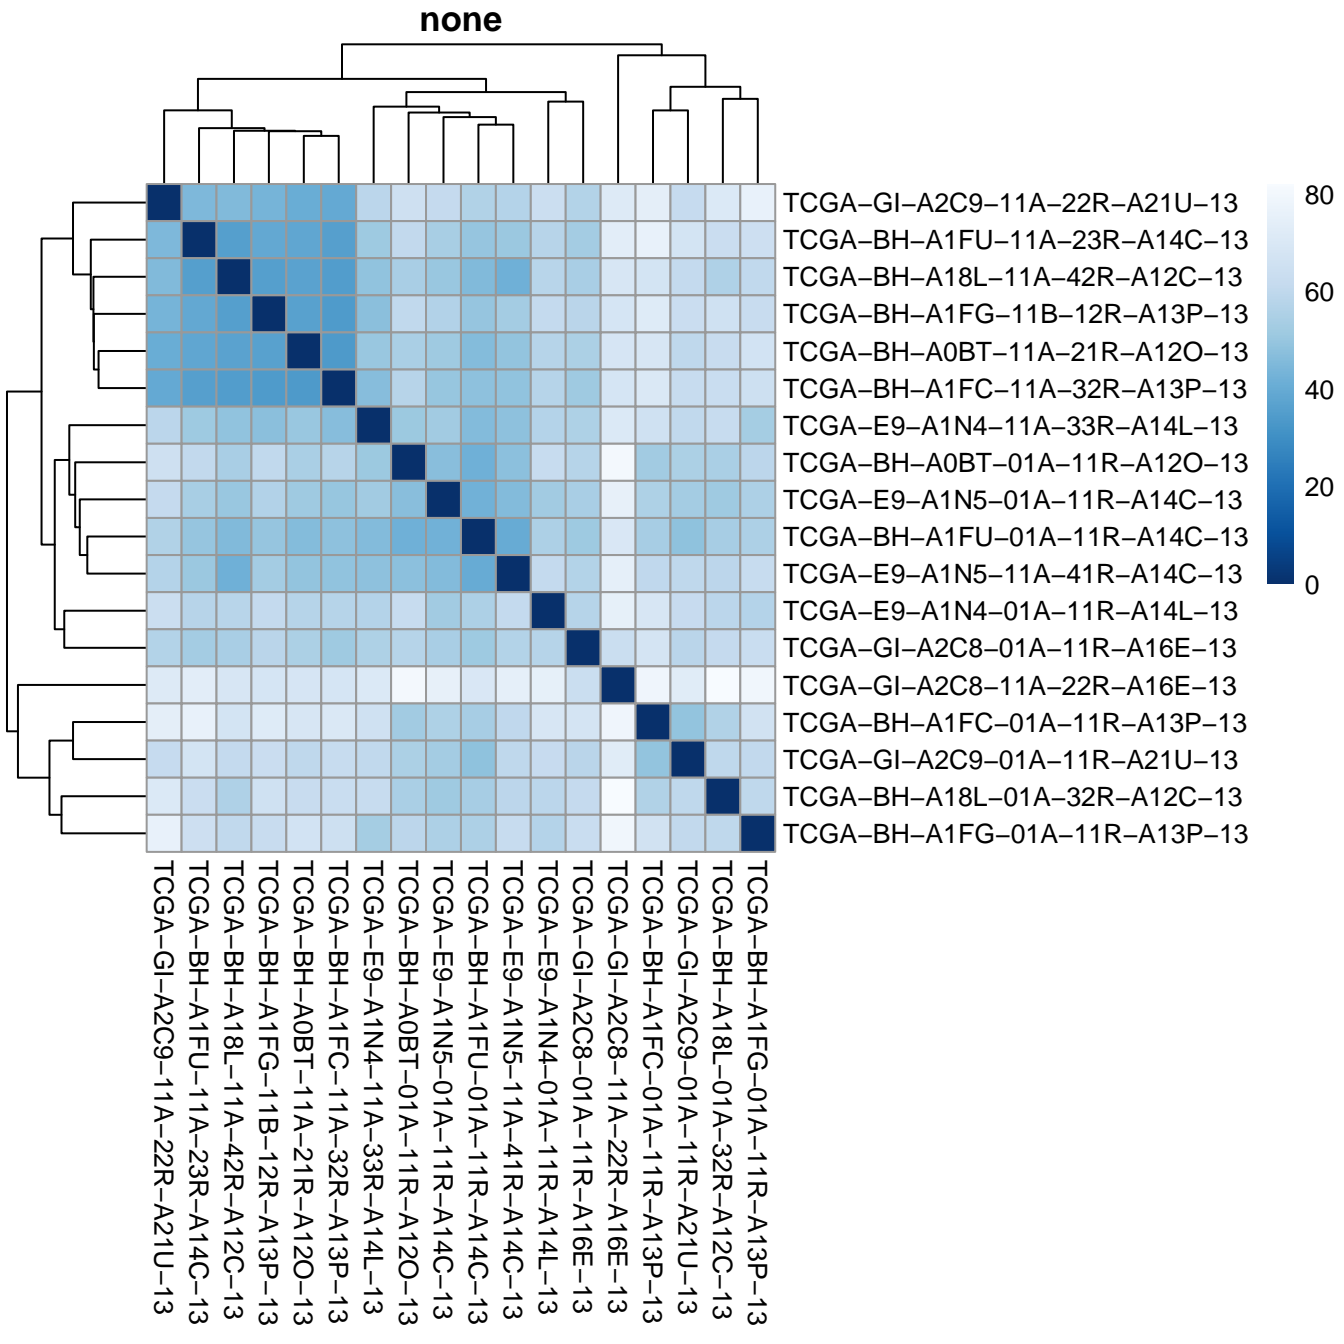 none
TCGA−GI−A2C9−11A−22R−A21U−13
TCGA−BH−A1FU−11A−23R−A14C−13
TCGA−BH−A18L−11A−42R−A12C−13
TCGA−BH−A1FG−11B−12R−A13P−13
TCGA−BH−A0BT−11A−21R−A12O−13
TCGA−BH−A1FC−11A−32R−A13P−13
TCGA−E9−A1N4−11A−33R−A14L−13
TCGA−BH−A0BT−01A−11R−A12O−13
TCGA−E9−A1N5−01A−11R−A14C−13
TCGA−BH−A1FU−01A−11R−A14C−13
TCGA−E9−A1N5−11A−41R−A14C−13
TCGA−E9−A1N4−01A−11R−A14L−13
TCGA−GI−A2C8−01A−11R−A16E−13
TCGA−GI−A2C8−11A−22R−A16E−13
TCGA−BH−A1FC−01A−11R−A13P−13
TCGA−GI−A2C9−01A−11R−A21U−13
TCGA−BH−A18L−01A−32R−A12C−13
TCGA−BH−A1FG−01A−11R−A13P−13
80
60
40
20
0
TCGA−GI−A2C9−11A−22R−A21U−13
TCGA−BH−A1FU−11A−23R−A14C−13
TCGA−BH−A18L−11A−42R−A12C−13
TCGA−BH−A1FG−11B−12R−A13P−13
TCGA−BH−A0BT−11A−21R−A12O−13
TCGA−BH−A1FC−11A−32R−A13P−13
TCGA−E9−A1N4−11A−33R−A14L−13
TCGA−BH−A0BT−01A−11R−A12O−13
TCGA−E9−A1N5−01A−11R−A14C−13
TCGA−BH−A1FU−01A−11R−A14C−13
TCGA−E9−A1N5−11A−41R−A14C−13
TCGA−E9−A1N4−01A−11R−A14L−13
TCGA−GI−A2C8−01A−11R−A16E−13
TCGA−GI−A2C8−11A−22R−A16E−13
TCGA−BH−A1FC−01A−11R−A13P−13
TCGA−GI−A2C9−01A−11R−A21U−13
TCGA−BH−A18L−01A−32R−A12C−13
TCGA−BH−A1FG−01A−11R−A13P−13